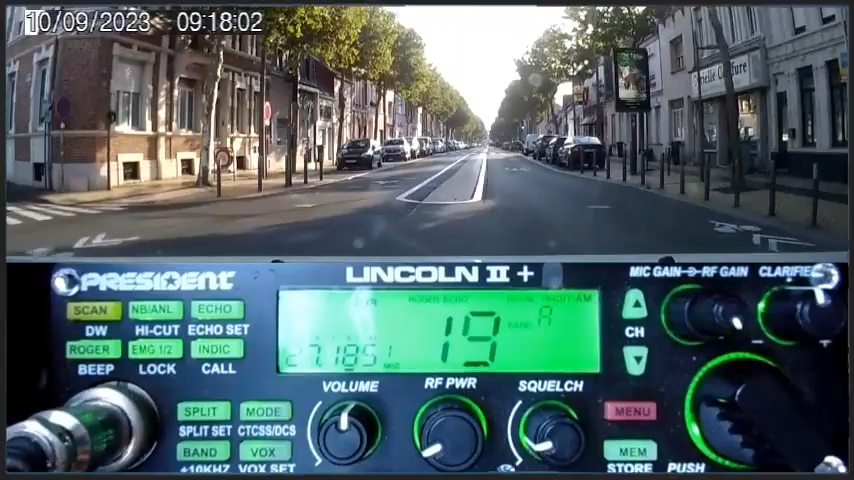 10/09/2023 09:18:02
Coiffure
PRESIDENT
LINCOLN II +
MIC GAIN RF GAIN CLARIFIER
SCAN NB/ANL ECHO
DW HI-CUT ECHO SET
ROGER EMG 1/2 INDIC
BEEP LOCK CALL
ROGER ECHO HI-CUT AM
19 BAND A
27.1851 MHz
CH
VOLUME RF PWR SQUELCH
SPLIT MODE
SPLIT SET CTCSS/DCS
BAND VOX
+10KHZ VOX SET
MENU
MEM
STORE PUSH